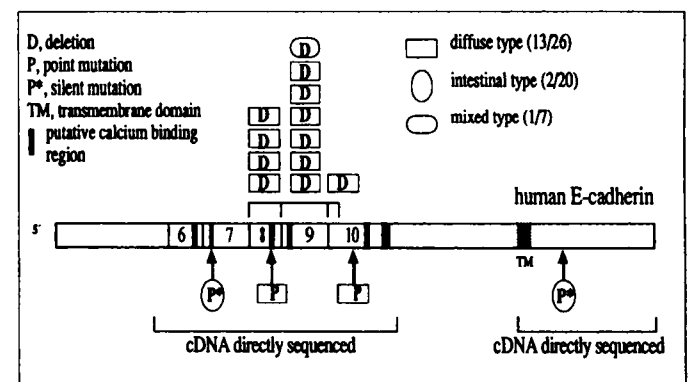 D, deletion
P, point mutation
P*, silent mutation
TM, transmembrane domain
putative calcium binding
region
diffuse type (13/26)
intestinal type (2/20)
mixed type (1/7)
D
D
D
D D
D D
D D
D D D
human E-cadherin
5´ 6 7 8 9 10
TM
P* P P P*
cDNA directly sequenced cDNA directly sequenced